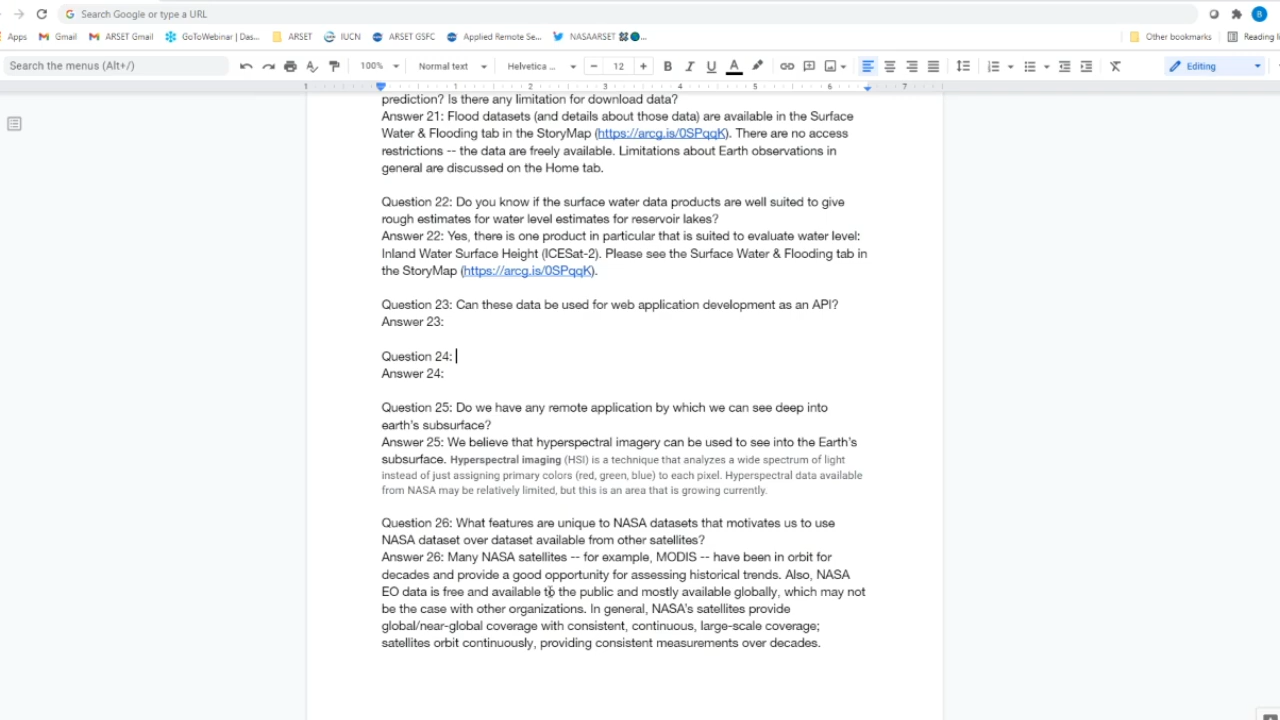 Search Google or type a URL
B
Apps Gmail ARSET Gmail GoToWebinar | Das... ARSET IUCN ARSET GSFC Applied Remote Se... NASAARSET Other bookmarks Reading
Search the menus (Alt+/) 100% Normal text Helvetica ... 12 B I U A Editing
1 1 2 3 4 5 6 7
prediction? Is there any limitation for download data?
Answer 21: Flood datasets (and details about those data) are available in the Surface
Water & Flooding tab in the StoryMap (https://arcg.is/0SPqqK). There are no access
restrictions -- the data are freely available. Limitations about Earth observations in
general are discussed on the Home tab.
Question 22: Do you know if the surface water data products are well suited to give
rough estimates for water level estimates for reservoir lakes?
Answer 22: Yes, there is one product in particular that is suited to evaluate water level:
Inland Water Surface Height (ICESat-2). Please see the Surface Water & Flooding tab in
the StoryMap (https://arcg.is/0SPqqK).
Question 23: Can these data be used for web application development as an API?
Answer 23:
Question 24:
Answer 24:
Question 25: Do we have any remote application by which we can see deep into
earth's subsurface?
Answer 25: We believe that hyperspectral imagery can be used to see into the Earth's
subsurface. Hyperspectral imaging (HSI) is a technique that analyzes a wide spectrum of light
instead of just assigning primary colors (red, green, blue) to each pixel. Hyperspectral data available
from NASA may be relatively limited, but this is an area that is growing currently.
Question 26: What features are unique to NASA datasets that motivates us to use
NASA dataset over dataset available from other satellites?
Answer 26: Many NASA satellites -- for example, MODIS -- have been in orbit for
decades and provide a good opportunity for assessing historical trends. Also, NASA
EO data is free and available to the public and mostly available globally, which may not
be the case with other organizations. In general, NASA's satellites provide
global/near-global coverage with consistent, continuous, large-scale coverage;
satellites orbit continuously, providing consistent measurements over decades.